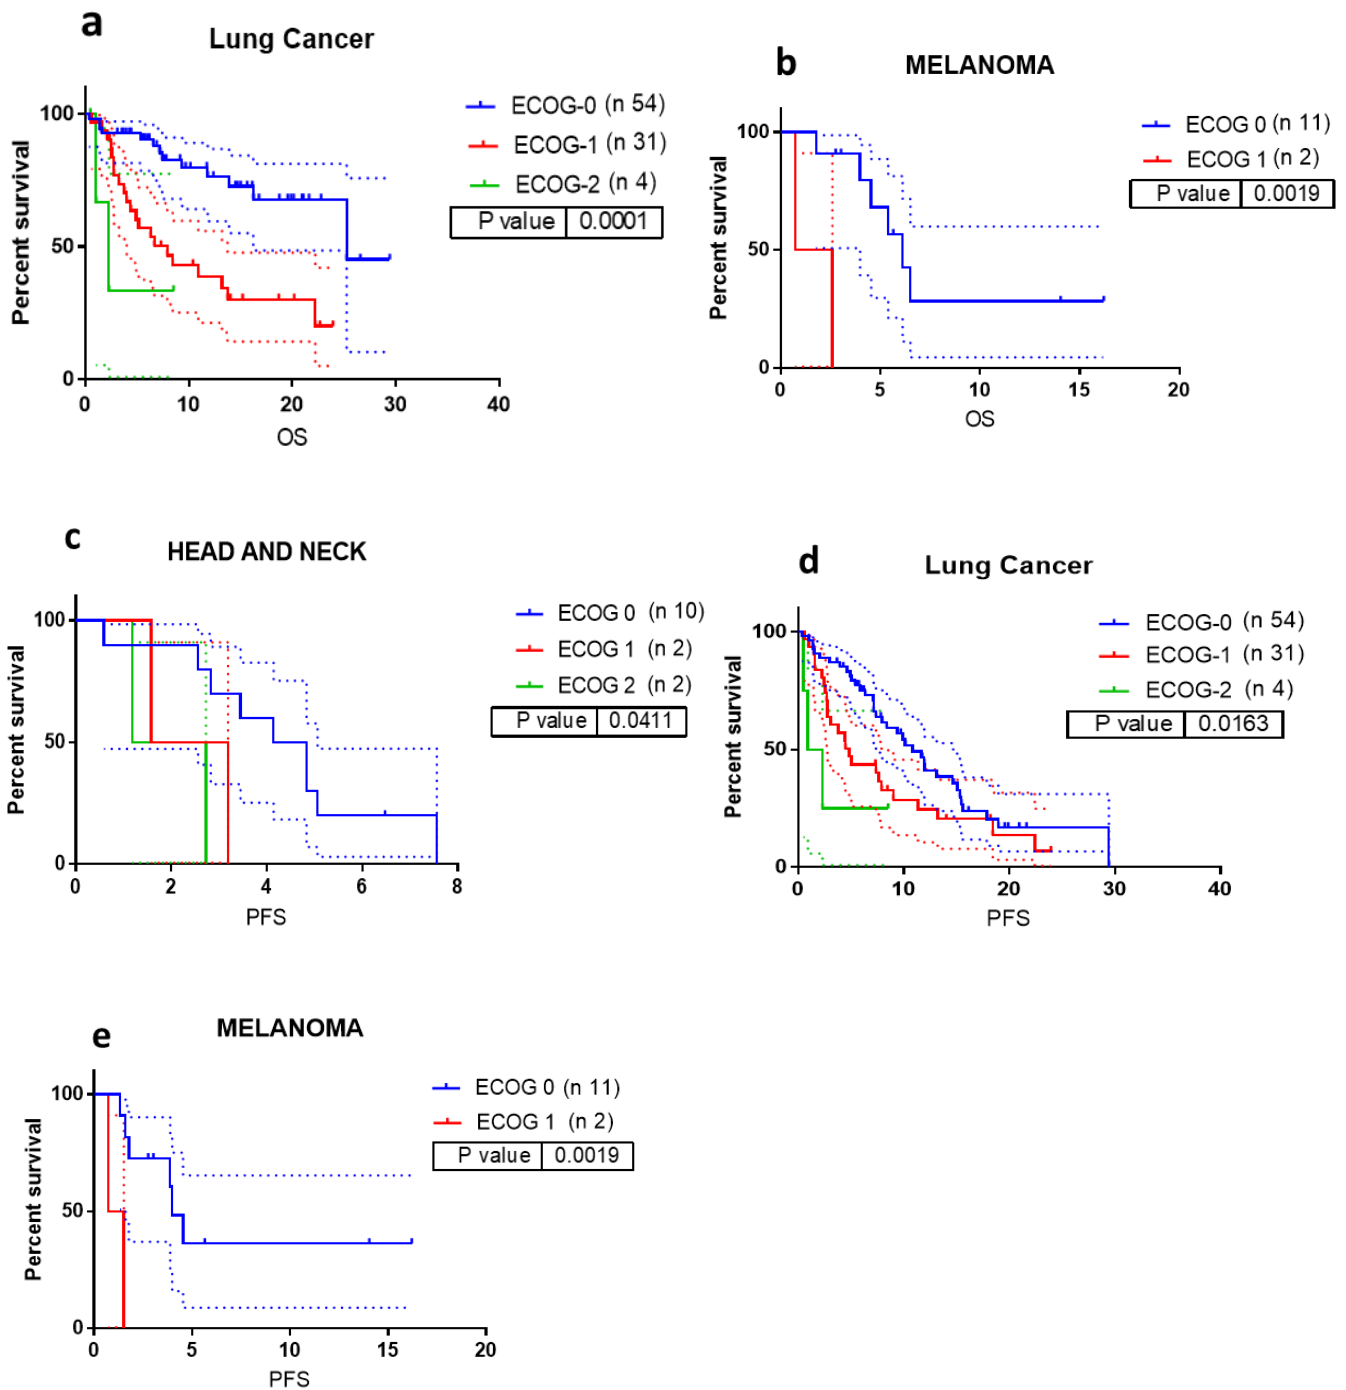 a
Lung Cancer
Percent survival
100
50
0
0 10 20 30 40
OS
ECOG-0 (n 54)
ECOG-1 (n 31)
ECOG-2 (n 4)
P value 0.0001
b
MELANOMA
Percent survival
100
50
0
0 5 10 15 20
OS
ECOG 0 (n 11)
ECOG 1 (n 2)
P value 0.0019
c
HEAD AND NECK
Percent survival
100
50
0
0 2 4 6 8
PFS
ECOG 0 (n 10)
ECOG 1 (n 2)
ECOG 2 (n 2)
P value 0.0411
d
Lung Cancer
Percent survival
100
50
0
0 10 20 30 40
PFS
ECOG-0 (n 54)
ECOG-1 (n 31)
ECOG-2 (n 4)
P value 0.0163
e
MELANOMA
Percent survival
100
50
0
0 5 10 15 20
PFS
ECOG 0 (n 11)
ECOG 1 (n 2)
P value 0.0019